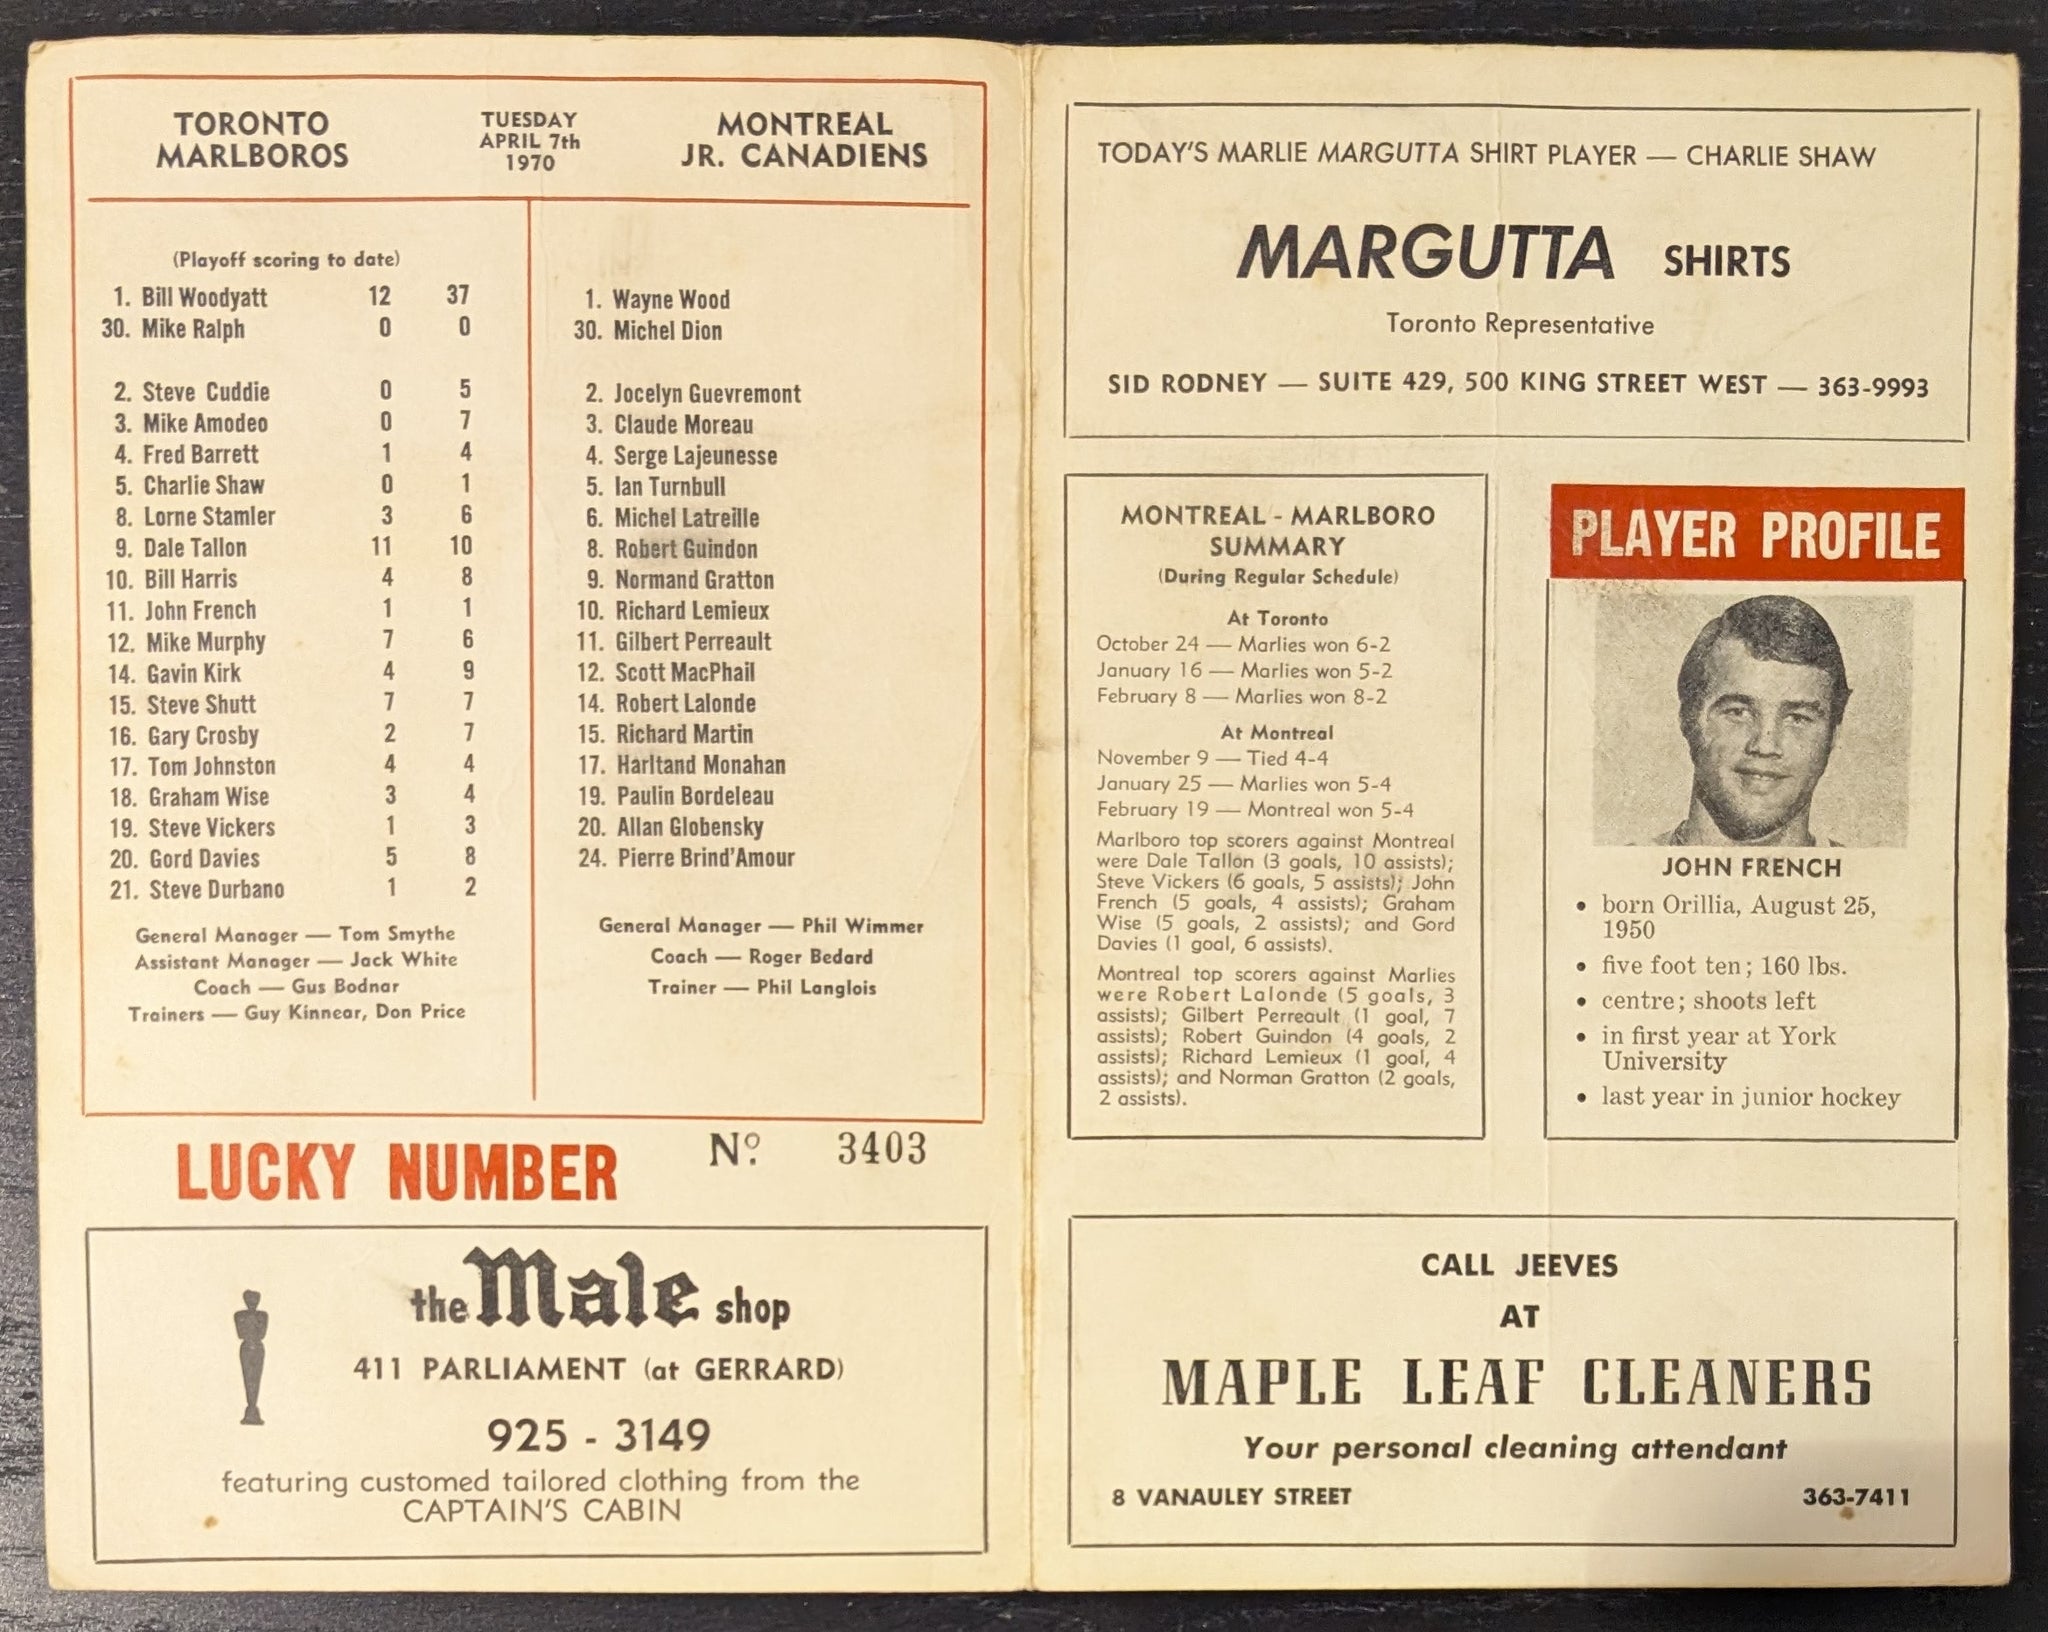 TORONTO
MARLBOROS
TUESDAY
APRIL 7th
1970
MONTREAL
JR. CANADIENS
(Playoff scoring to date)
1. Bill Woodyatt 12 37
30. Mike Ralph 0 0
2. Steve Cuddie 0 5
3. Mike Amodeo 0 7
4. Fred Barrett 1 4
5. Charlie Shaw 0 1
8. Lorne Stamler 3 6
9. Dale Tallon 11 10
10. Bill Harris 4 8
11. John French 1 1
12. Mike Murphy 7 6
14. Gavin Kirk 4 9
15. Steve Shutt 7 7
16. Gary Crosby 2 7
17. Tom Johnston 4 4
18. Graham Wise 3 4
19. Steve Vickers 1 3
20. Gord Davies 5 8
21. Steve Durbano 1 2
General Manager — Tom Smythe
Assistant Manager — Jack White
Coach — Gus Bodnar
Trainers — Guy Kinnear, Don Price
1. Wayne Wood
30. Michel Dion
2. Jocelyn Guevremont
3. Claude Moreau
4. Serge Lajeunesse
5. Ian Turnbull
6. Michel Latreille
8. Robert Guindon
9. Normand Gratton
10. Richard Lemieux
11. Gilbert Perreault
12. Scott MacPhail
14. Robert Lalonde
15. Richard Martin
17. Harltand Monahan
19. Paulin Bordeleau
20. Allan Globensky
24. Pierre Brind'Amour
General Manager — Phil Wimmer
Coach — Roger Bedard
Trainer — Phil Langlois
LUCKY NUMBER
No. 3403
the Male shop
411 PARLIAMENT (at GERRARD)
925 - 3149
featuring customed tailored clothing from the
CAPTAIN'S CABIN
TODAY'S MARLIE MARGUTTA SHIRT PLAYER — CHARLIE SHAW
MARGUTTA SHIRTS
Toronto Representative
SID RODNEY — SUITE 429, 500 KING STREET WEST — 363-9993
MONTREAL - MARLBORO
SUMMARY
(During Regular Schedule)
At Toronto
October 24 — Marlies won 6-2
January 16 — Marlies won 5-2
February 8 — Marlies won 8-2
At Montreal
November 9 — Tied 4-4
January 25 — Marlies won 5-4
February 19 — Montreal won 5-4
Marlboro top scorers against Montreal
were Dale Tallon (3 goals, 10 assists);
Steve Vickers (6 goals, 5 assists); John
French (5 goals, 4 assists); Graham
Wise (5 goals, 2 assists); and Gord
Davies (1 goal, 6 assists).
Montreal top scorers against Marlies
were Robert Lalonde (5 goals, 3
assists); Gilbert Perreault (1 goal, 7
assists); Robert Guindon (4 goals, 2
assists); Richard Lemieux (1 goal, 4
assists); and Norman Gratton (2 goals,
2 assists).
PLAYER PROFILE
JOHN FRENCH
• born Orillia, August 25,
1950
• five foot ten; 160 lbs.
• centre; shoots left
• in first year at York
University
• last year in junior hockey
CALL JEEVES
AT
MAPLE LEAF CLEANERS
Your personal cleaning attendant
8 VANAULEY STREET 363-7411